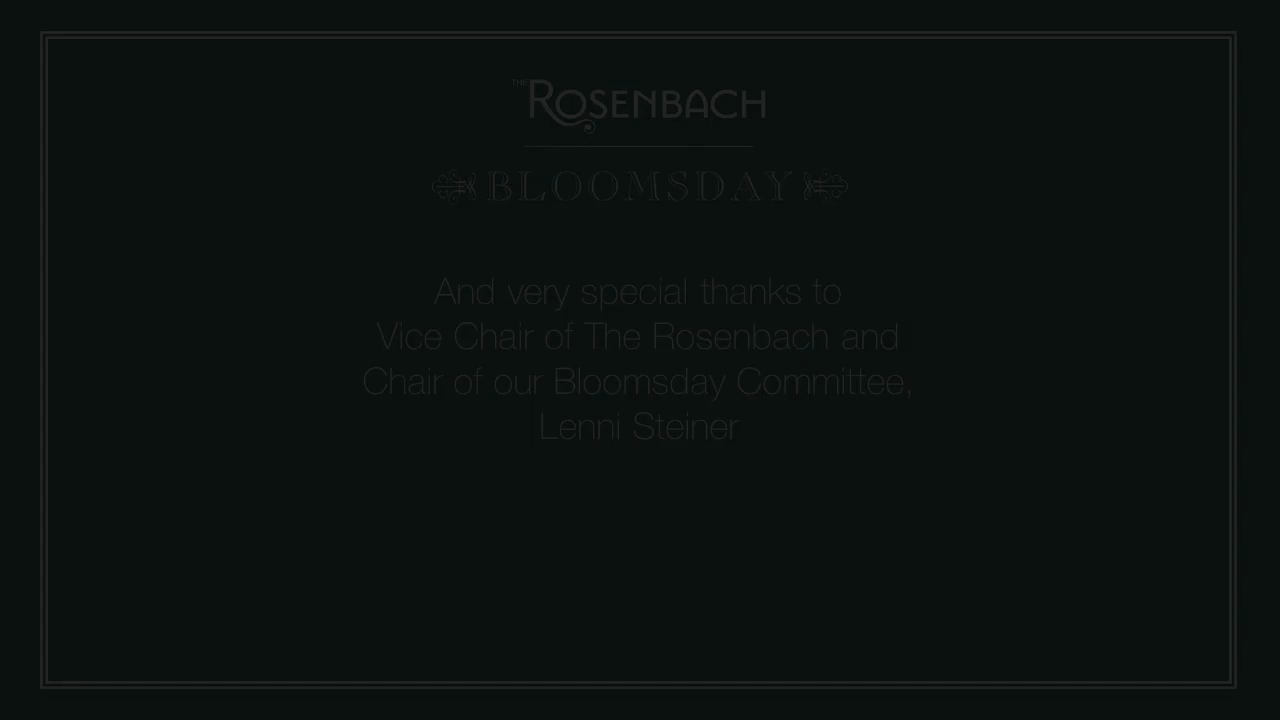 THE ROSENBACH
BLOOMSDAY
And very special thanks to
Vice Chair of The Rosenbach and
Chair of our Bloomsday Committee,
Lenni Steiner